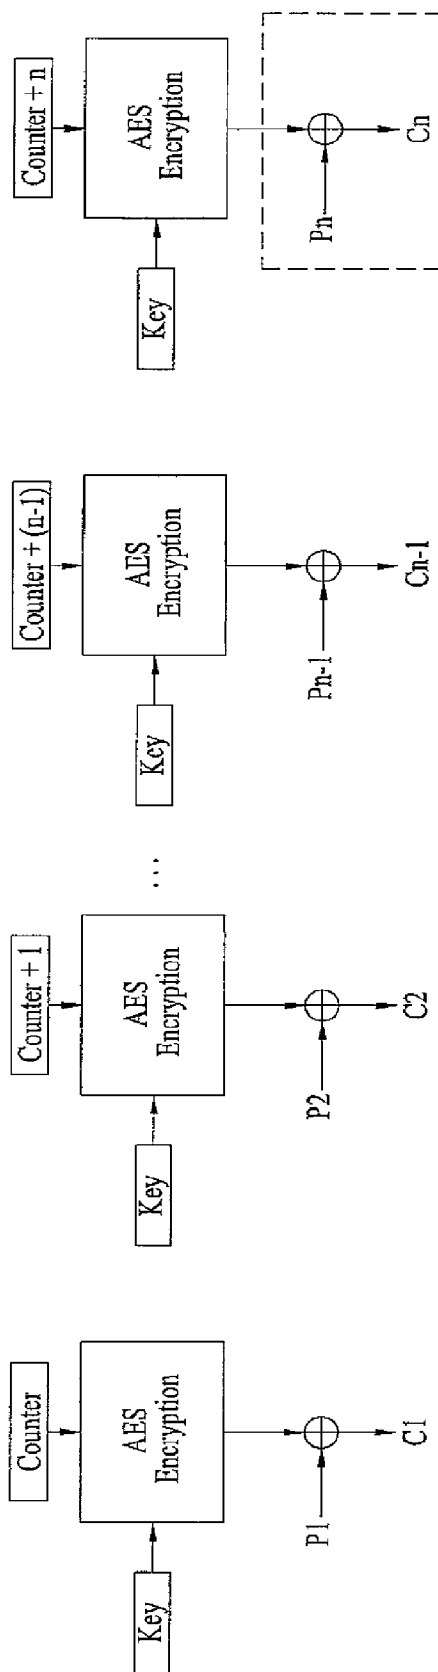 Counter
Key
AES
Encryption
P1
C1
Counter + 1
Key
AES
Encryption
P2
C2
...
Counter + (n-1)
Key
AES
Encryption
Pn-1
Cn-1
Counter + n
Key
AES
Encryption
Pn
Cn